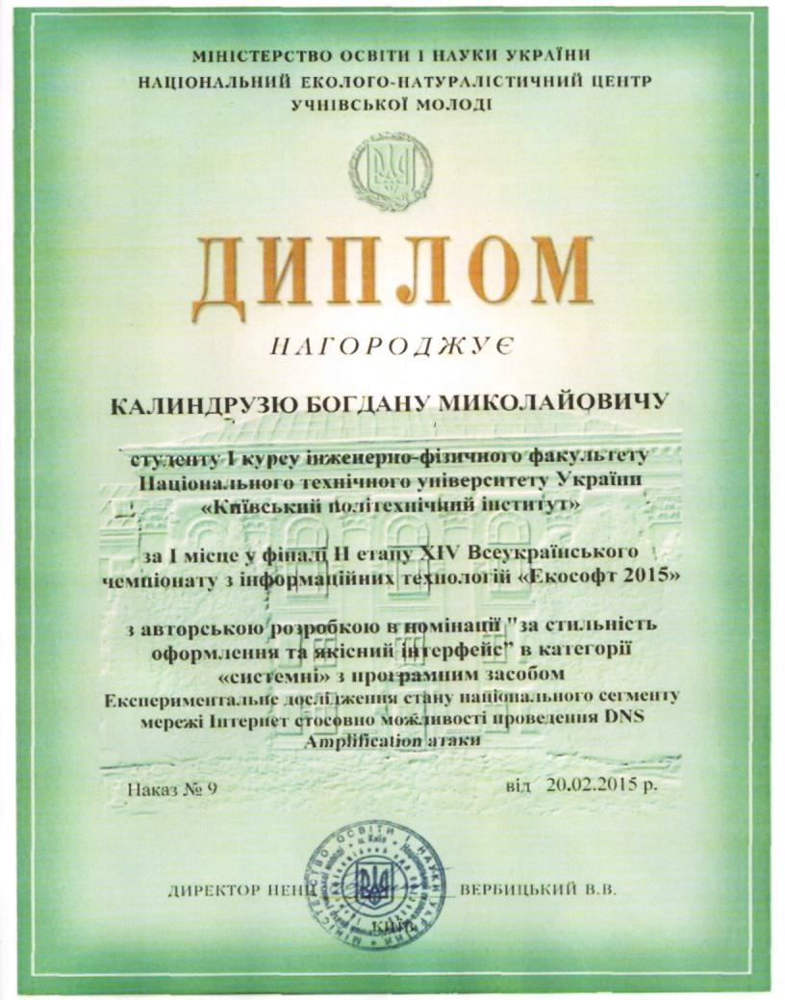 МІНІСТЕРСТВО ОСВІТИ І НАУКИ УКРАЇНИ
НАЦІОНАЛЬНИЙ ЕКОЛОГО-НАТУРАЛІСТИЧНИЙ ЦЕНТР
УЧНІВСЬКОЇ МОЛОДІ
ДИПЛОМ
НАГОРОДЖУЄ
КАЛИНДРУЗЮ БОГДАНУ МИКОЛАЙОВИЧУ
студенту І курсу інженерно-фізичного факультету
Національного технічного університету України
«Київський політехнічний інститут»
за І місце у фіналі ІІ етапу XIV Всеукраїнського
чемпіонату з інформаційних технологій «Екософт 2015»
з авторською розробкою в номінації "за стильність
оформлення та якісний інтерфейс” в категорії
«системні» з програмним засобом
Експериментальне дослідження стану національного сегменту
мережі Інтернет стосовно можливості проведення DNS
Amplification атаки
Наказ № 9 від 20.02.2015 р.
МІНІСТЕРСТВО ОСВІТИ І НАУКИ УКРАЇНИ
м. Київ
ДИРЕКТОР НЕНЦ ВЕРБИЦЬКИЙ В.В.
КИЇВ